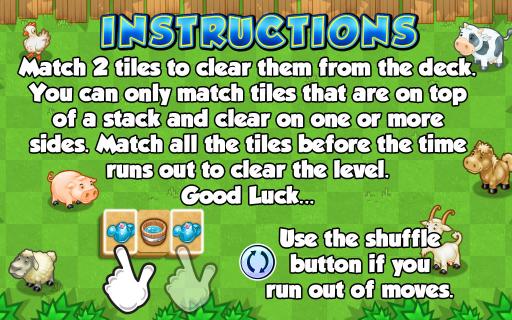 INSTRUCTIONS
Match 2 tiles to clear them from the deck.
You can only match tiles that are on top
of a stack and clear on one or more
sides. Match all the tiles before the time
runs out to clear the level.
Good Luck...
Use the shuffle
button if you
run out of moves.